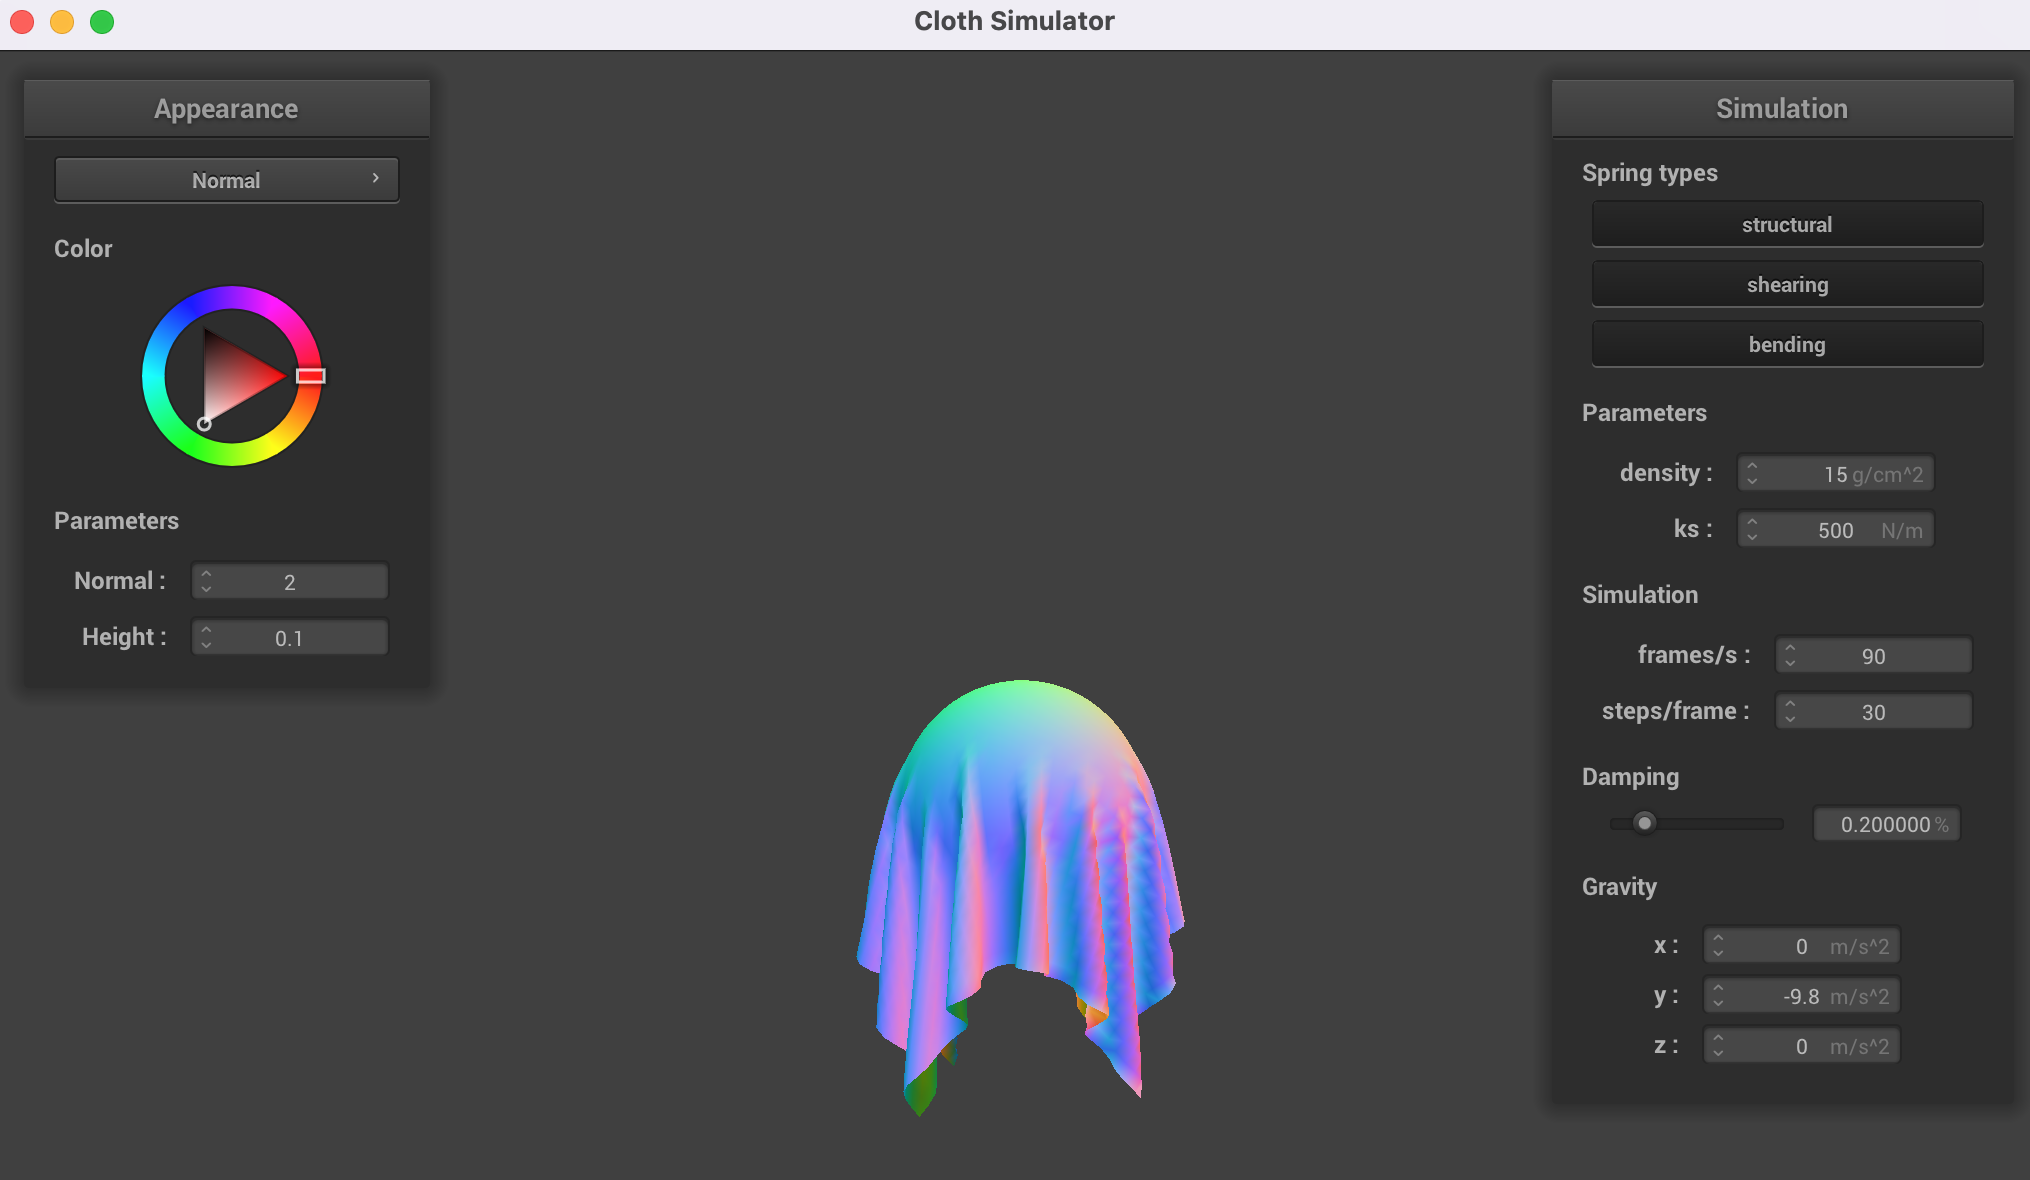 Cloth Simulator
Appearance
Normal
Color
Parameters
Normal : 2
Height : 0.1
Simulation
Spring types
structural
shearing
bending
Parameters
density : 15 g/cm^2
ks : 500 N/m
Simulation
frames/s : 90
steps/frame : 30
Damping
0.200000 %
Gravity
x : 0 m/s^2
y : -9.8 m/s^2
z : 0 m/s^2